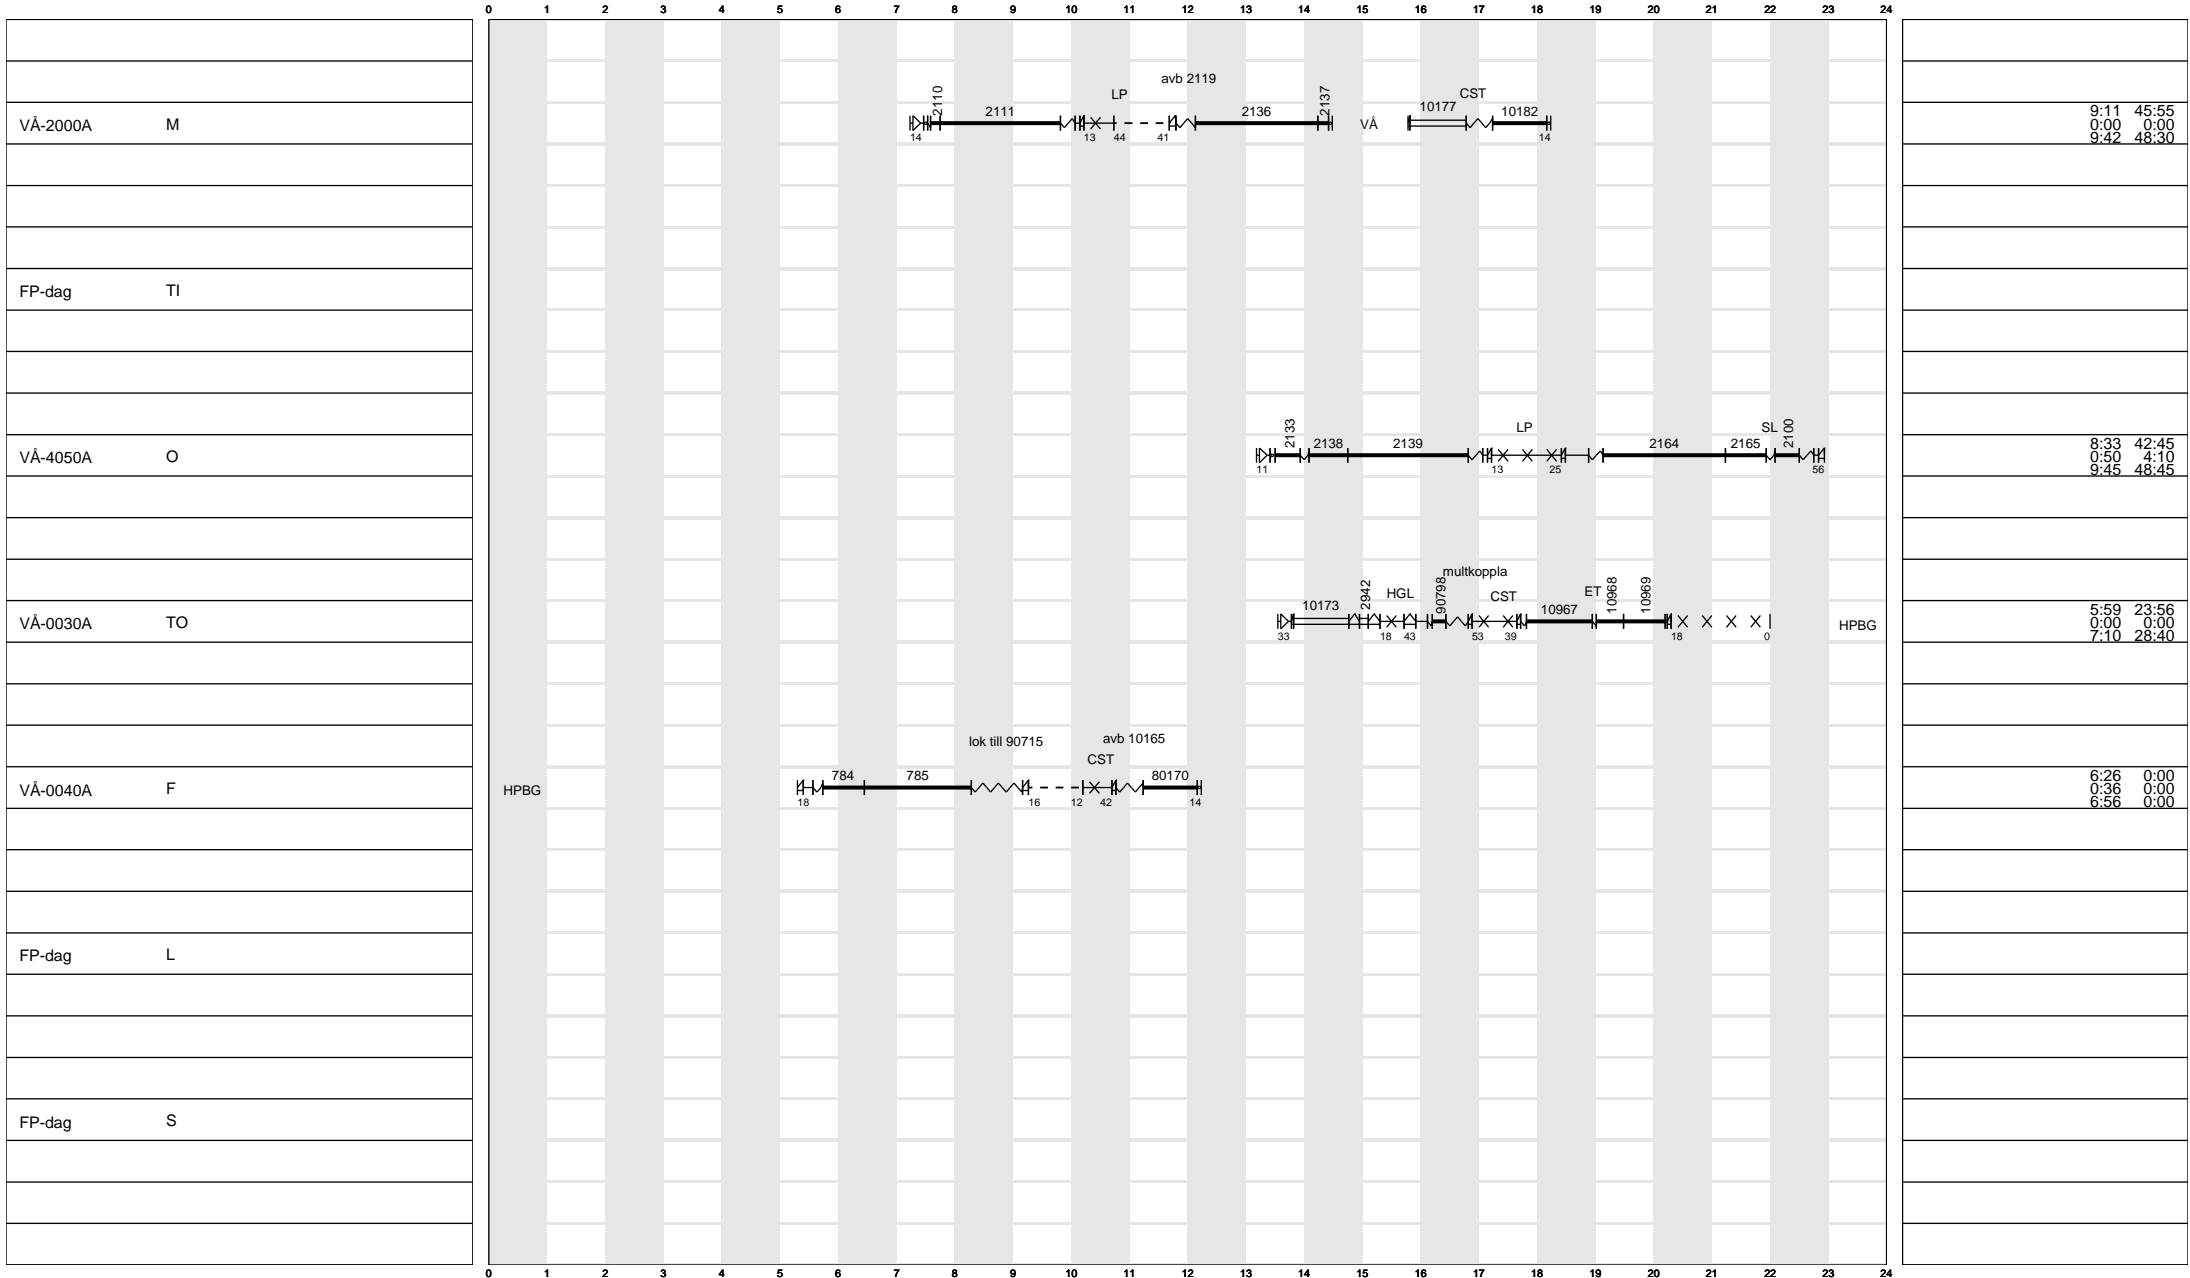 0 1 2 3 4 5 6 7 8 9 10 11 12 13 14 15 16 17 18 19 20 21 22 23 24
avb 2119
LP CST
VÅ-2000A M 2110 2111 2136 2137 VÅ 10177 10182 9:11 45:55
0:00 0:00
14 13 44 41 14 9:42 48:30
FP-dag TI
LP SL
VÅ-4050A O 2133 2138 2139 2164 2165 2100 8:33 42:45
0:50 4:10
11 13 25 56 9:45 48:45
multkoppla
HGL CST ET
VÅ-0030A TO 10173 2942 90798 10967 10968 10969 HPBG 5:59 23:56
0:00 0:00
33 18 43 53 39 18 0 7:10 28:40
lok till 90715 avb 10165
CST
VÅ-0040A F HPBG 784 785 80170 6:26 0:00
0:36 0:00
18 16 12 42 14 6:56 0:00
FP-dag L
FP-dag S
0 1 2 3 4 5 6 7 8 9 10 11 12 13 14 15 16 17 18 19 20 21 22 23 24